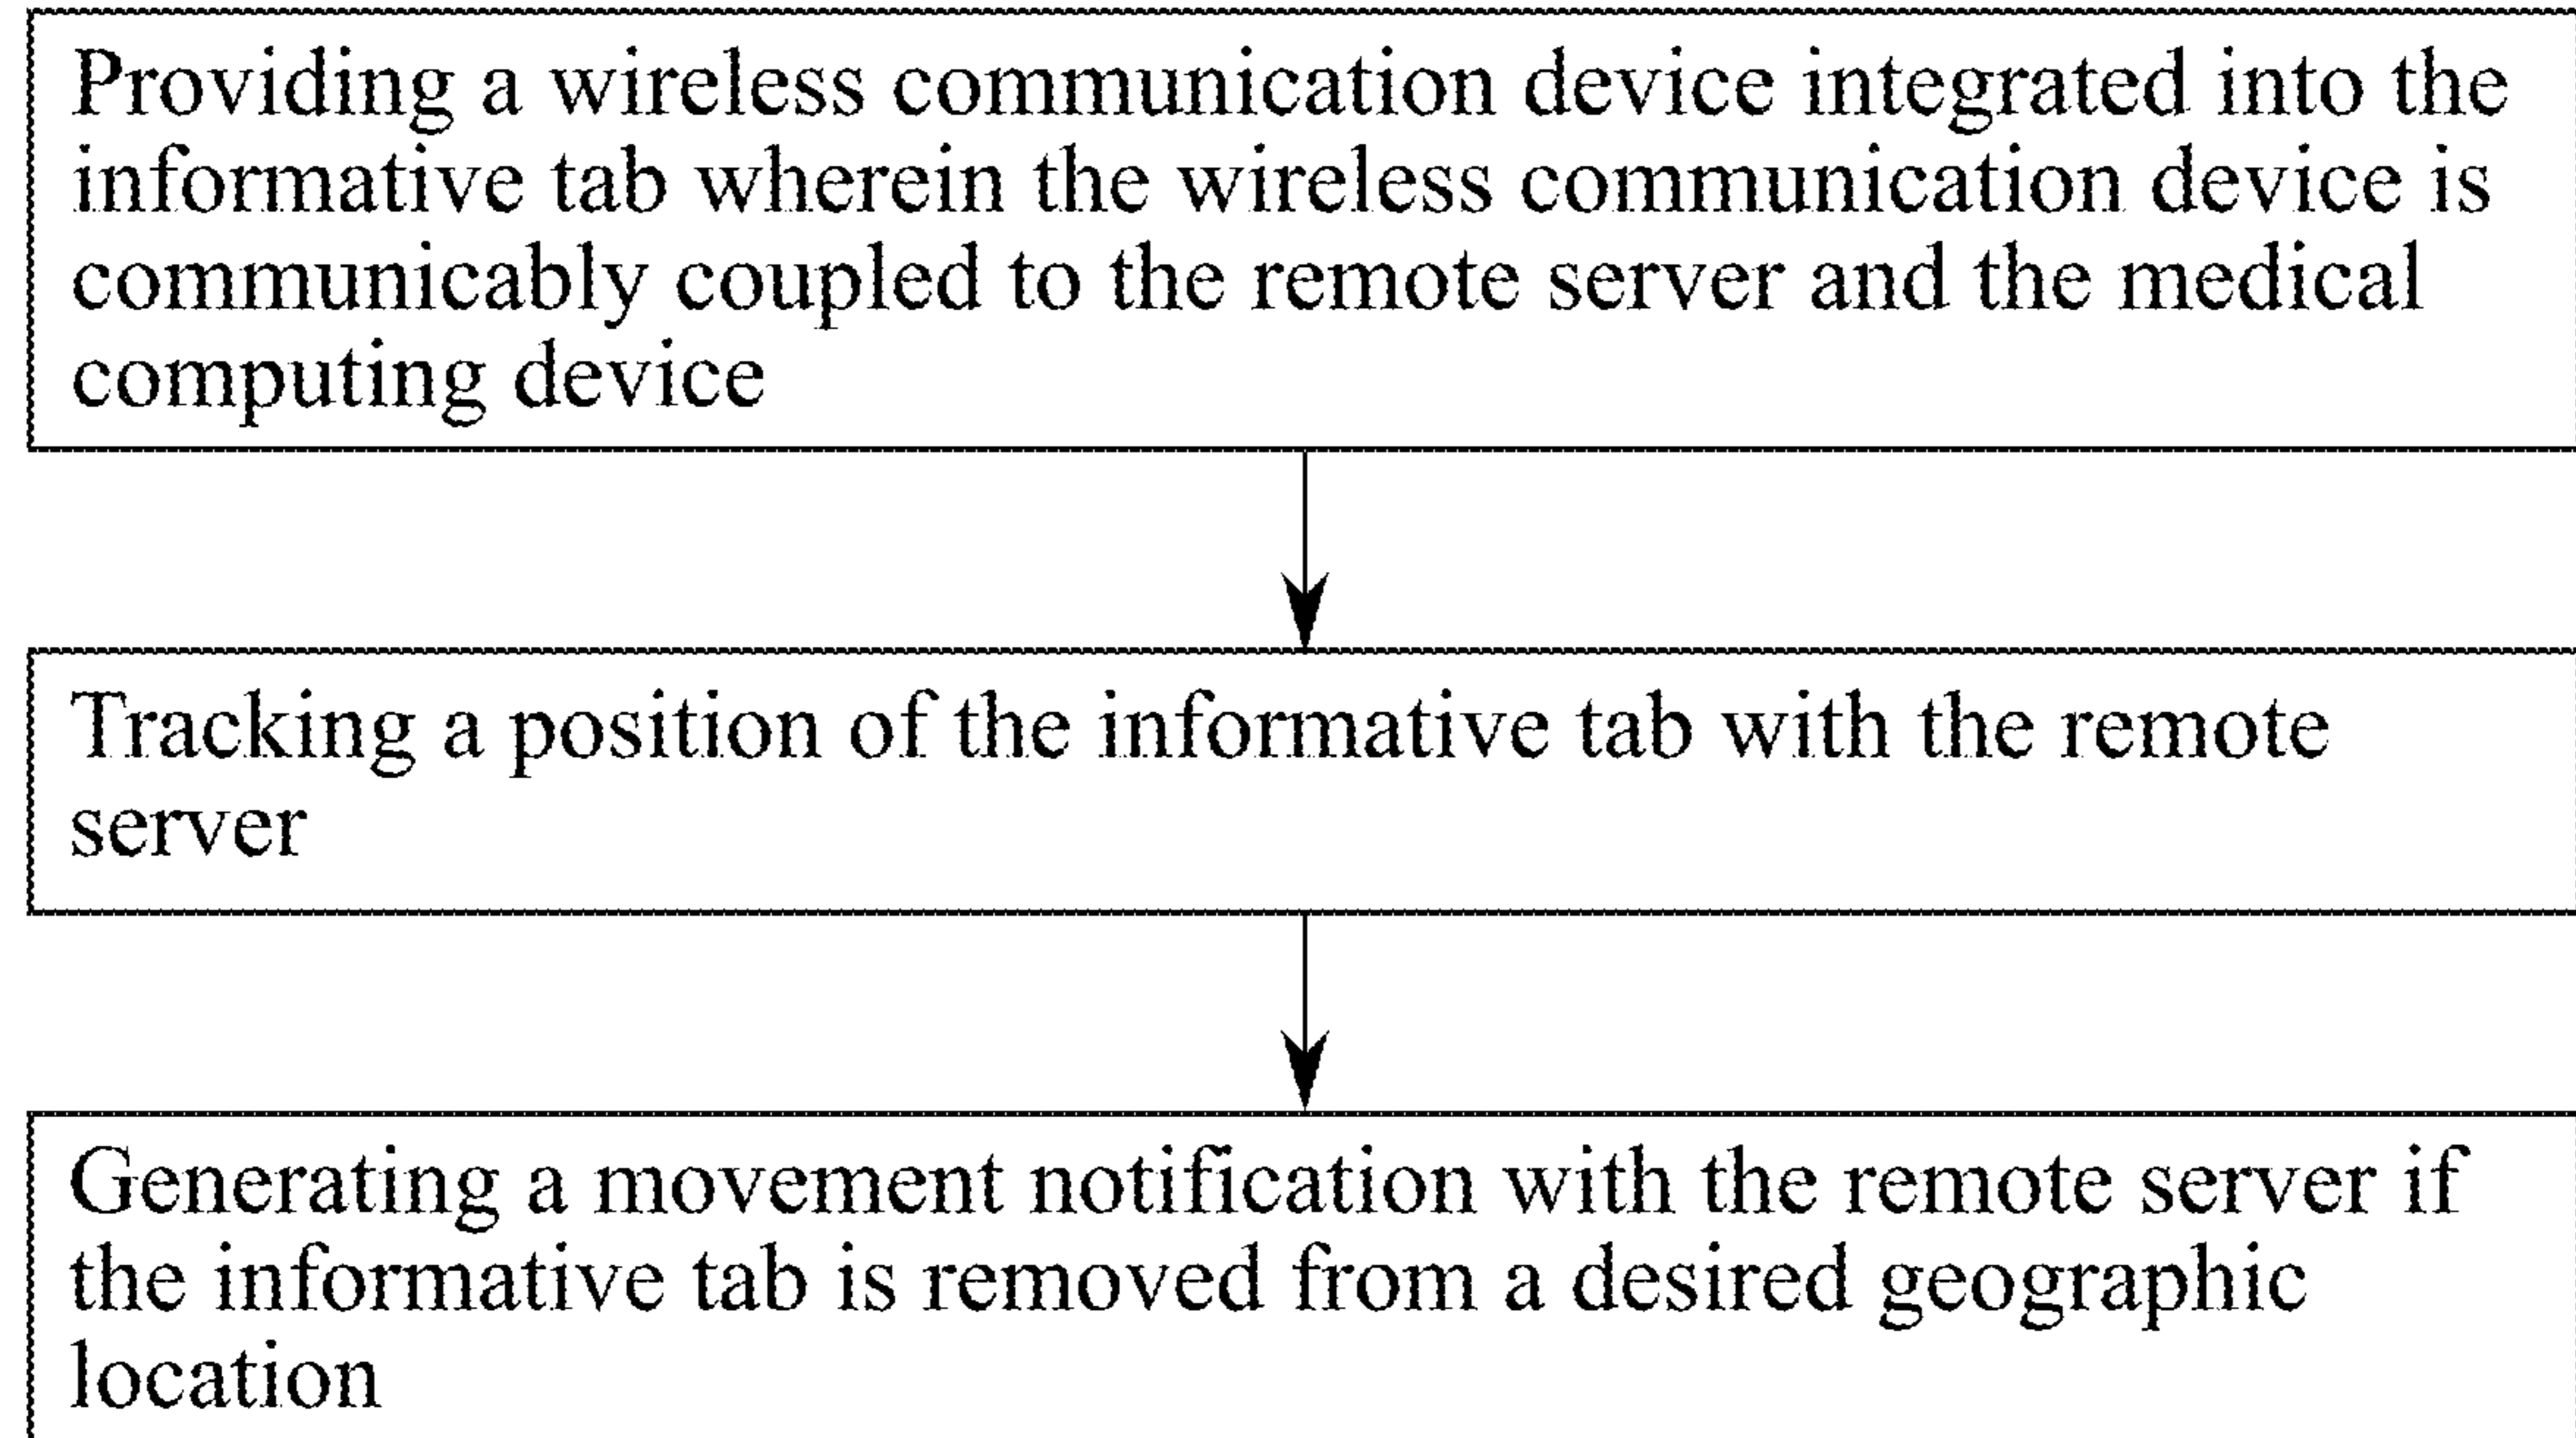 Providing a wireless communication device integrated into the
informative tab wherein the wireless communication device is
communicably coupled to the remote server and the medical
computing device
Tracking a position of the informative tab with the remote
server
Generating a movement notification with the remote server if
the informative tab is removed from a desired geographic
location